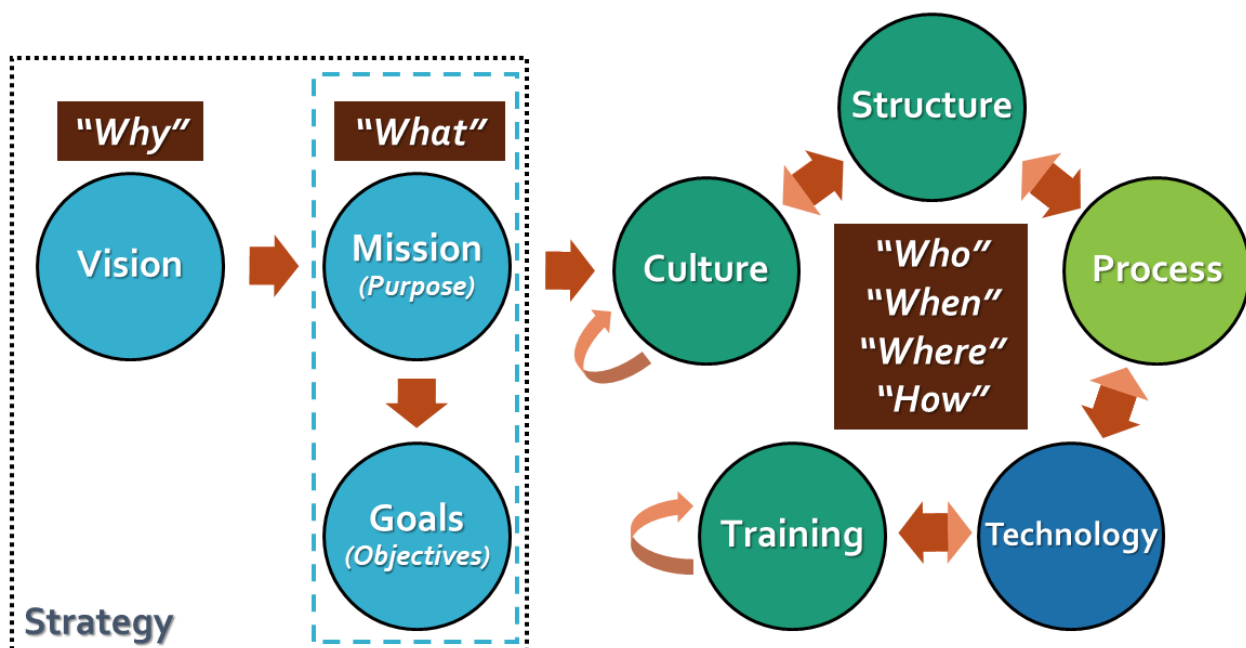 “Why”
Vision
“What”
Mission
(Purpose)
Goals
(Objectives)
Strategy
Culture
Structure
Process
“Who”
“When”
“Where”
“How”
Training
Technology